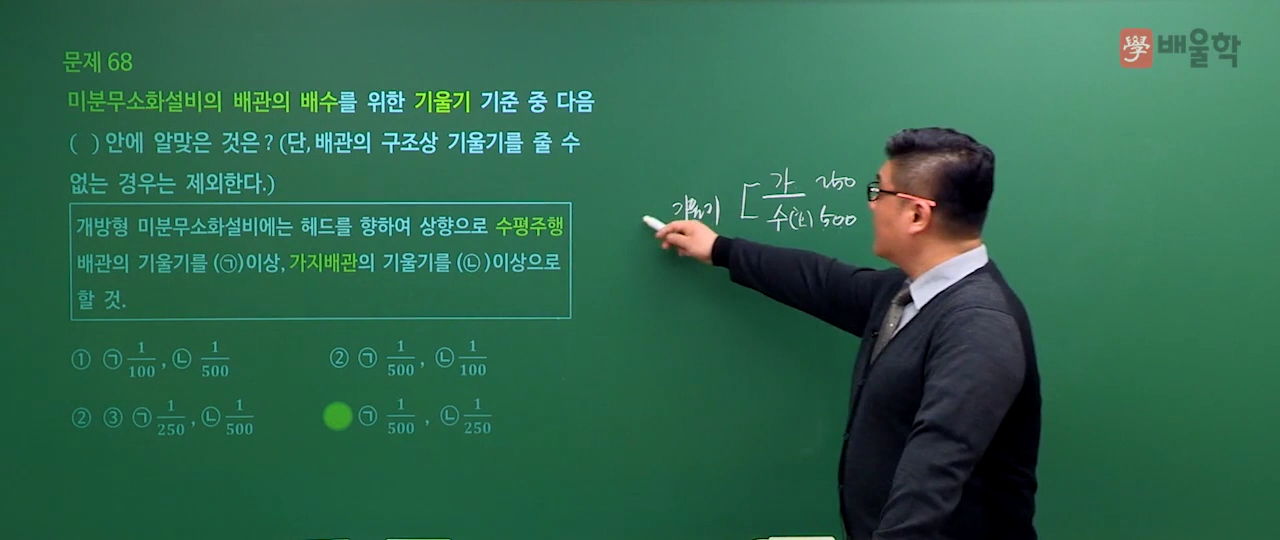 學 배울학
문제 68
미분무소화설비의 배관의 배수를 위한 기울기 기준 중 다음
( ) 안에 알맞은 것은? (단, 배관의 구조상 기울기를 줄 수
없는 경우는 제외한다.)
개방형 미분무소화설비에는 헤드를 향하여 상향으로 수평주행
배관의 기울기를 (㉠)이상, 가지배관의 기울기를 (㉡)이상으로
할 것.
① ㉠ 1/100 , ㉡ 1/500
② ㉠ 1/500 , ㉡ 1/100
② ③ ㉠ 1/250 , ㉡ 1/500
㉠ 1/500 , ㉡ 1/250
기울기
가 250
수 500